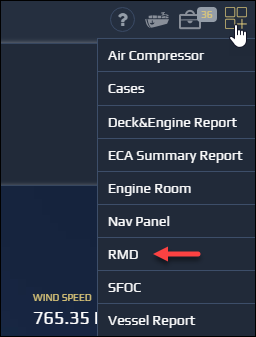 ?
36
Air Compressor
Cases
Deck&Engine Report
ECA Summary Report
Engine Room
Nav Panel
RMD
SFOC
WIND SPEED
765.35
Vessel Report